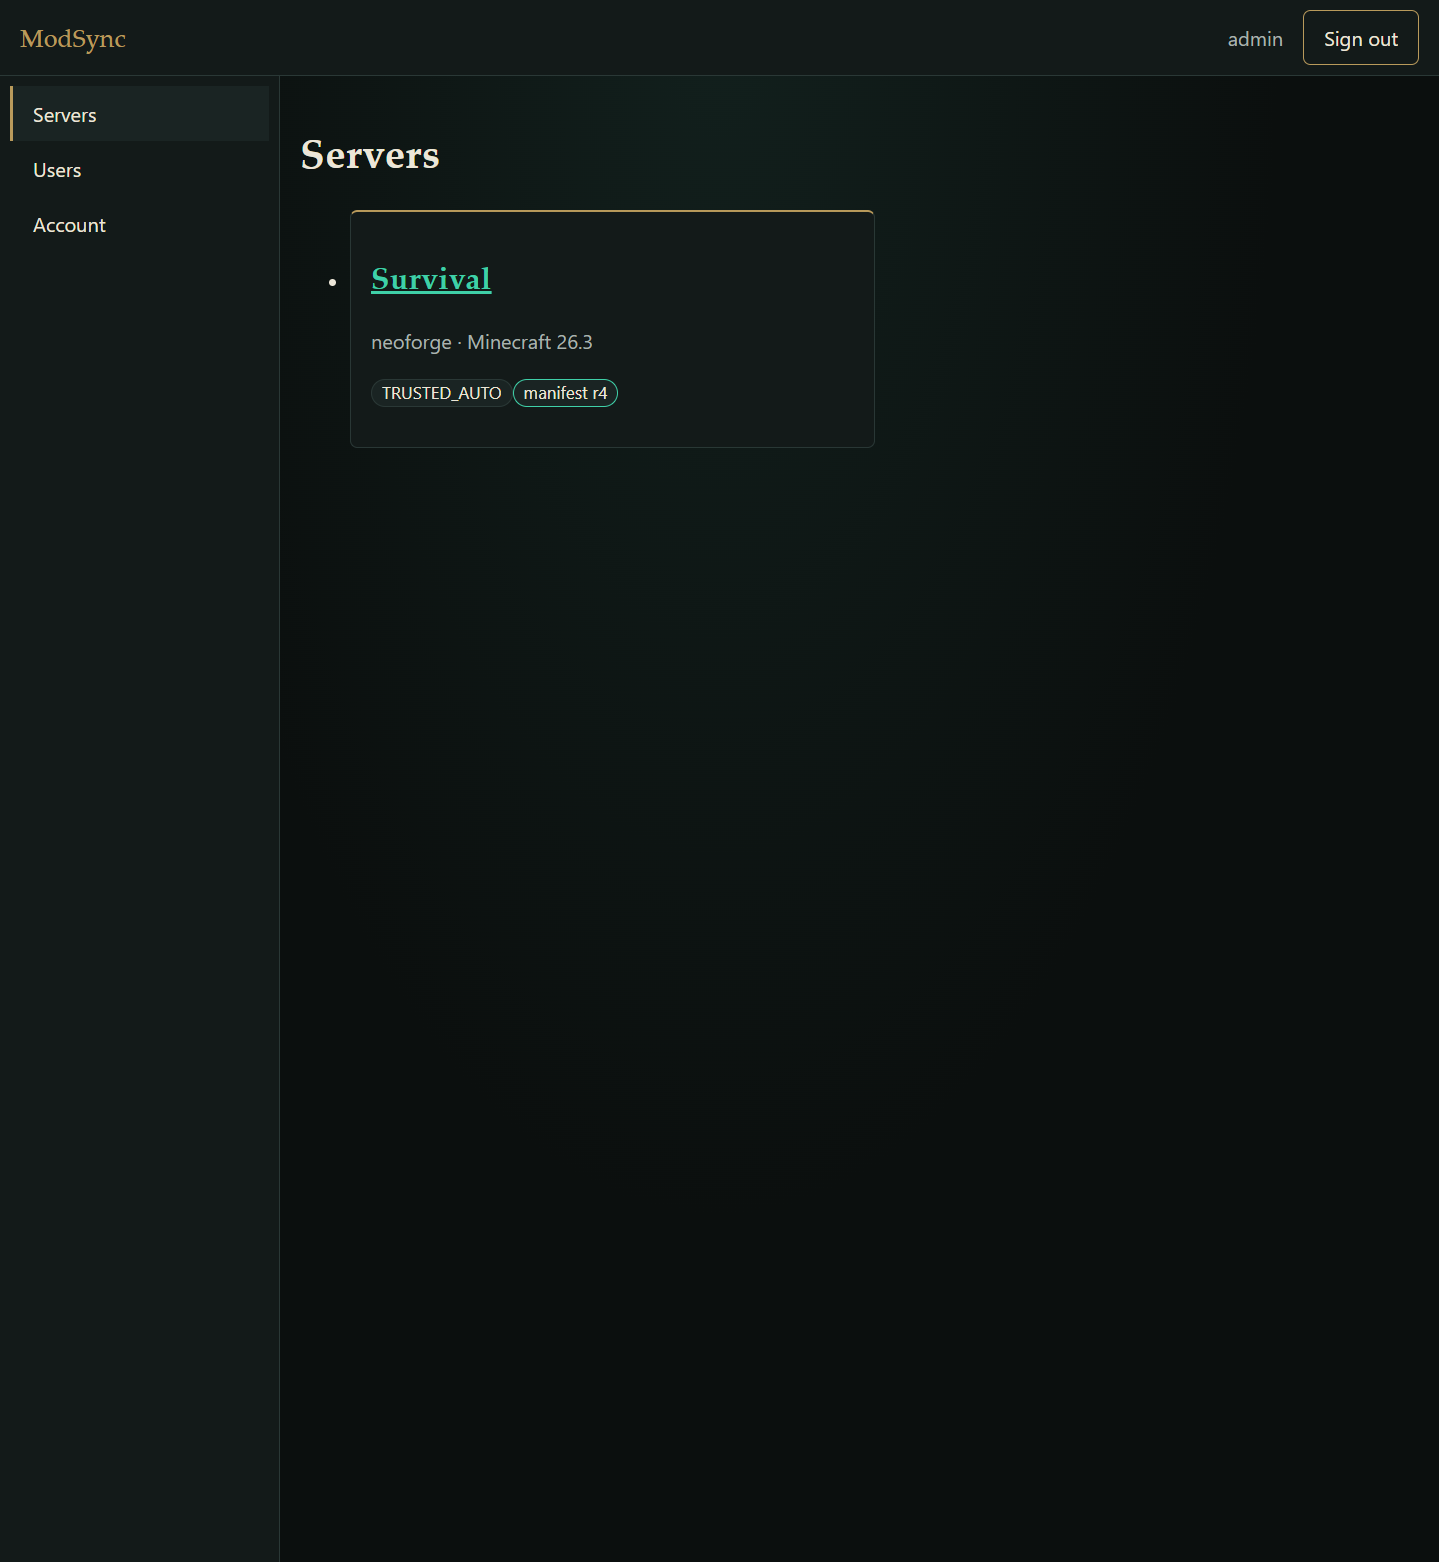 ModSync
admin
Sign out
Servers
Users
Account
Servers
Survival
neoforge · Minecraft 26.3
TRUSTED_AUTO manifest r4